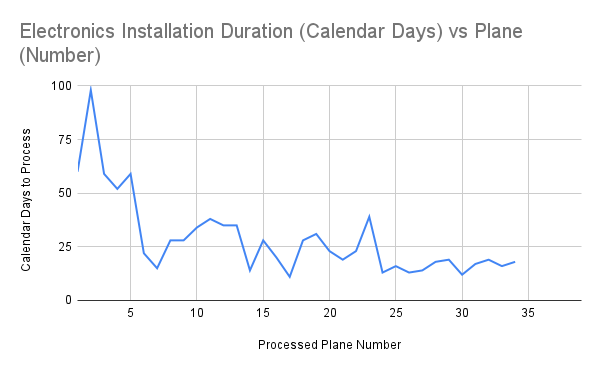 Electronics Installation Duration (Calendar Days) vs Plane
(Number)
Calendar Days to Process
100
75
50
25
0
5 10 15 20 25 30 35
Processed Plane Number